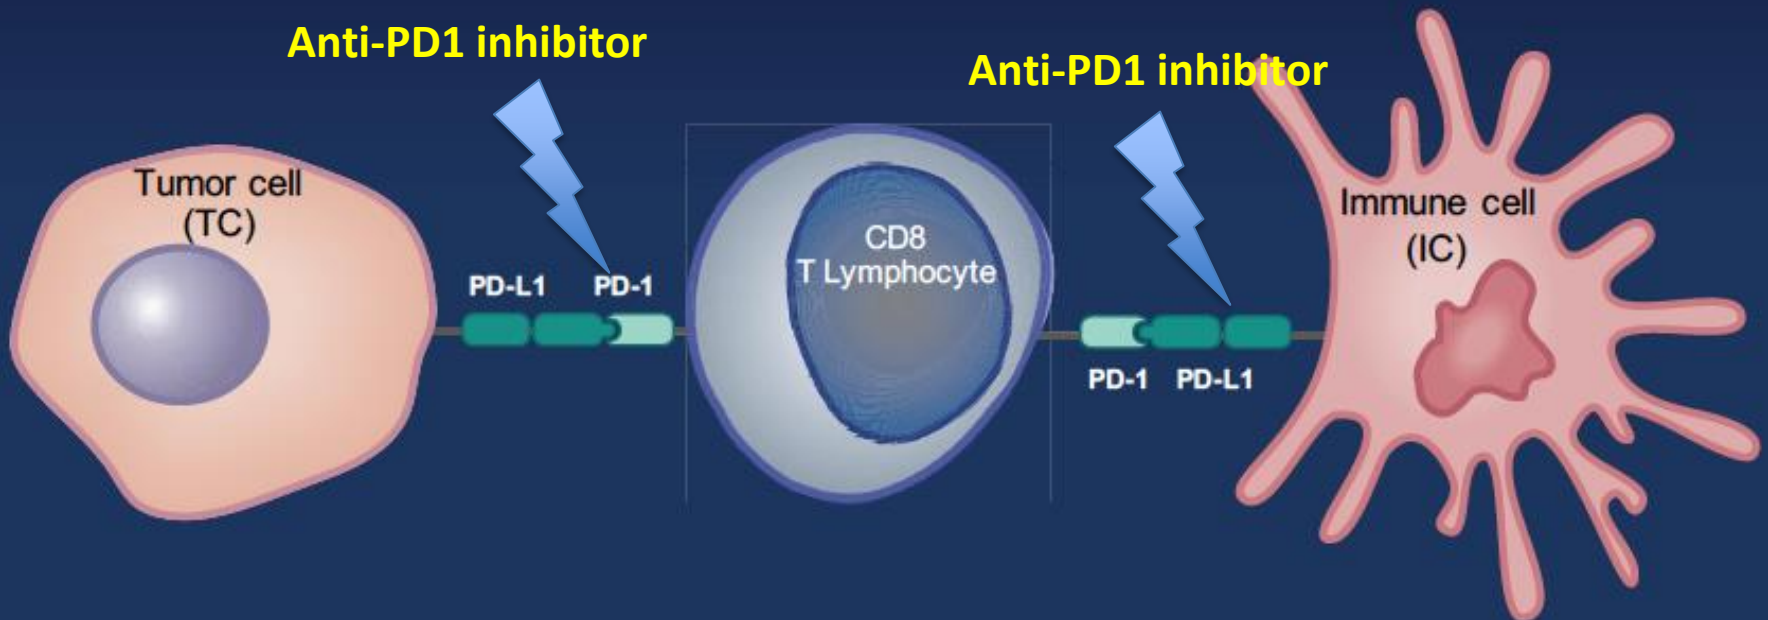 Anti-PD1 inhibitor
Anti-PD1 inhibitor
Tumor cell
(TC)
PD-L1
PD-1
CD8
T Lymphocyte
PD-1
PD-L1
Immune cell
(IC)